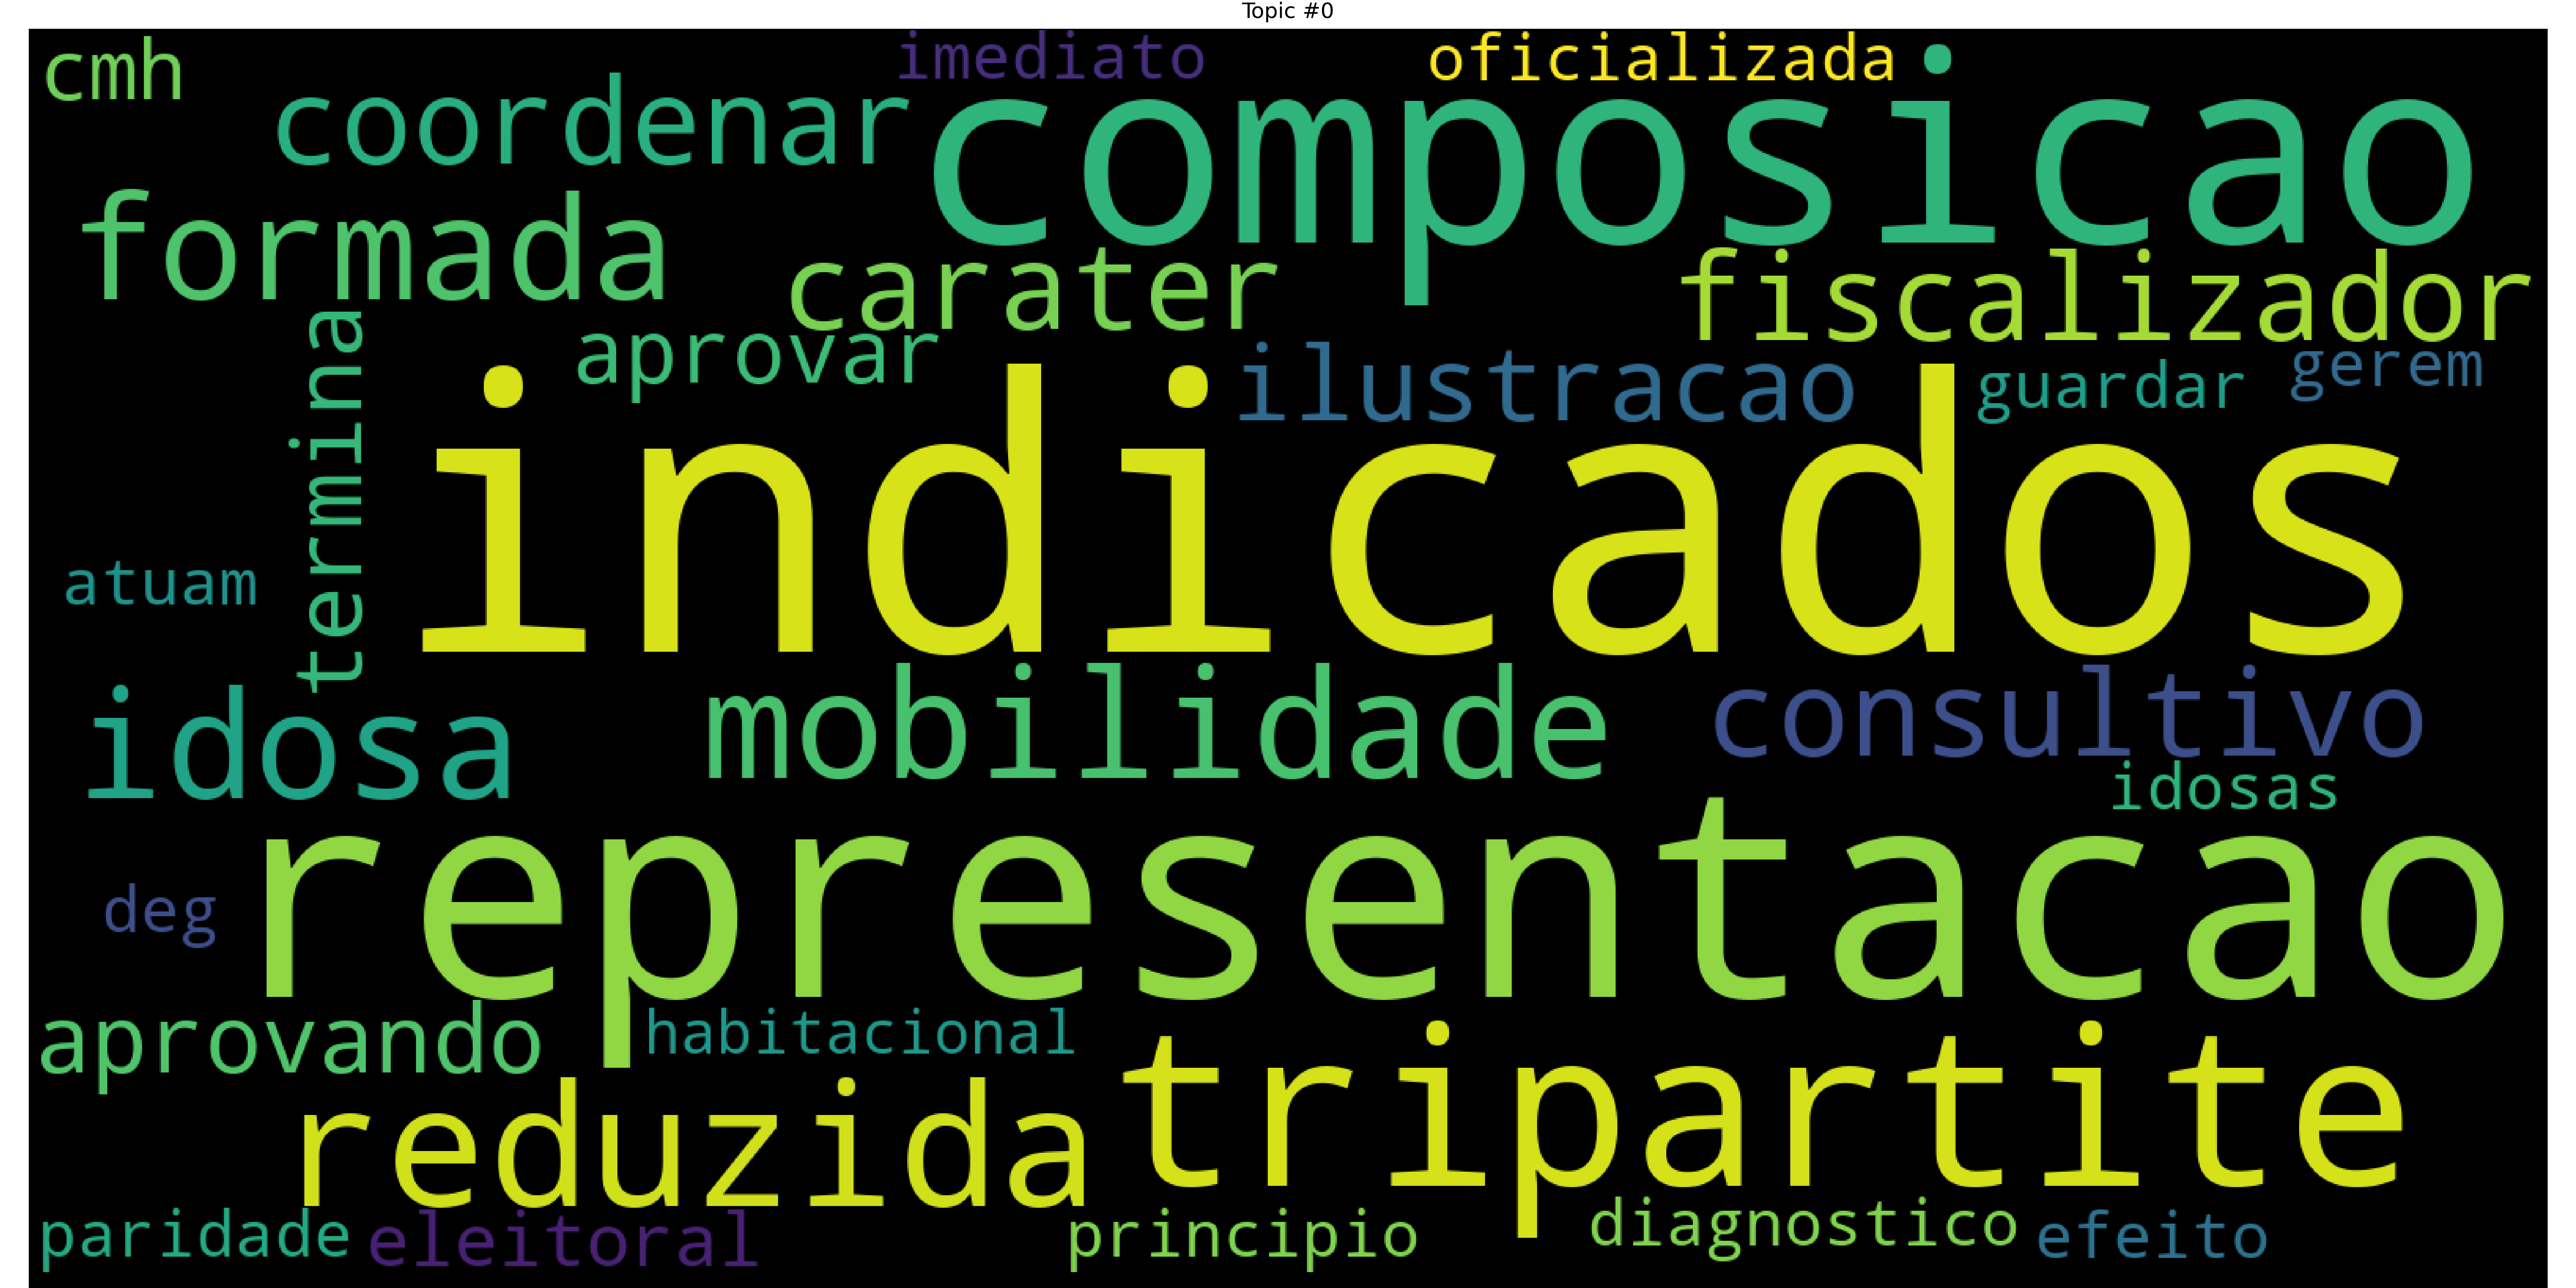 Topic #0
cmh
imediato
oficializada
coordenar
composicao
formada
carater
fiscalizador
aprovar
ilustracao
guardar
gerem
termina
indicados
atuam
idosa
mobilidade
consultivo
idosas
deg
representacao
aprovando
habitacional
tripartite
reduzida
paridade
eleitoral
principio
diagnostico
efeito